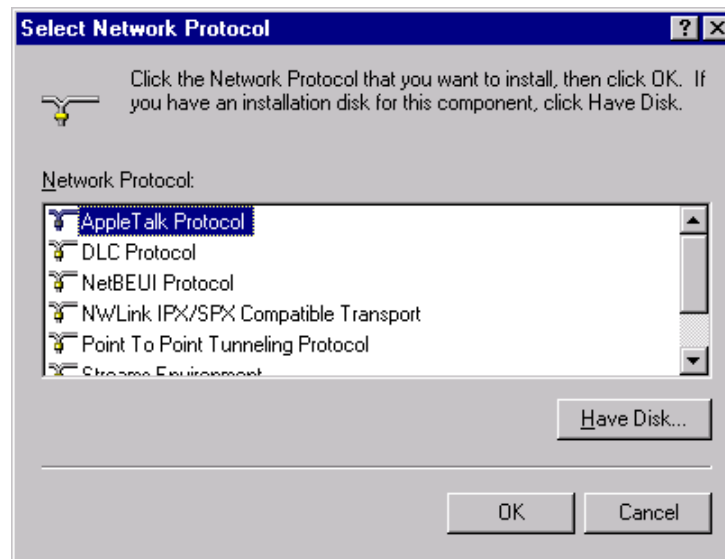 Select Network Protocol
Click the Network Protocol that you want to install, then click OK. If
you have an installation disk for this component, click Have Disk.
Network Protocol:
AppleTalk Protocol
DLC Protocol
NetBEUI Protocol
NWLink IPX/SPX Compatible Transport
Point To Point Tunneling Protocol
Streams Environment
Have Disk...
OK Cancel